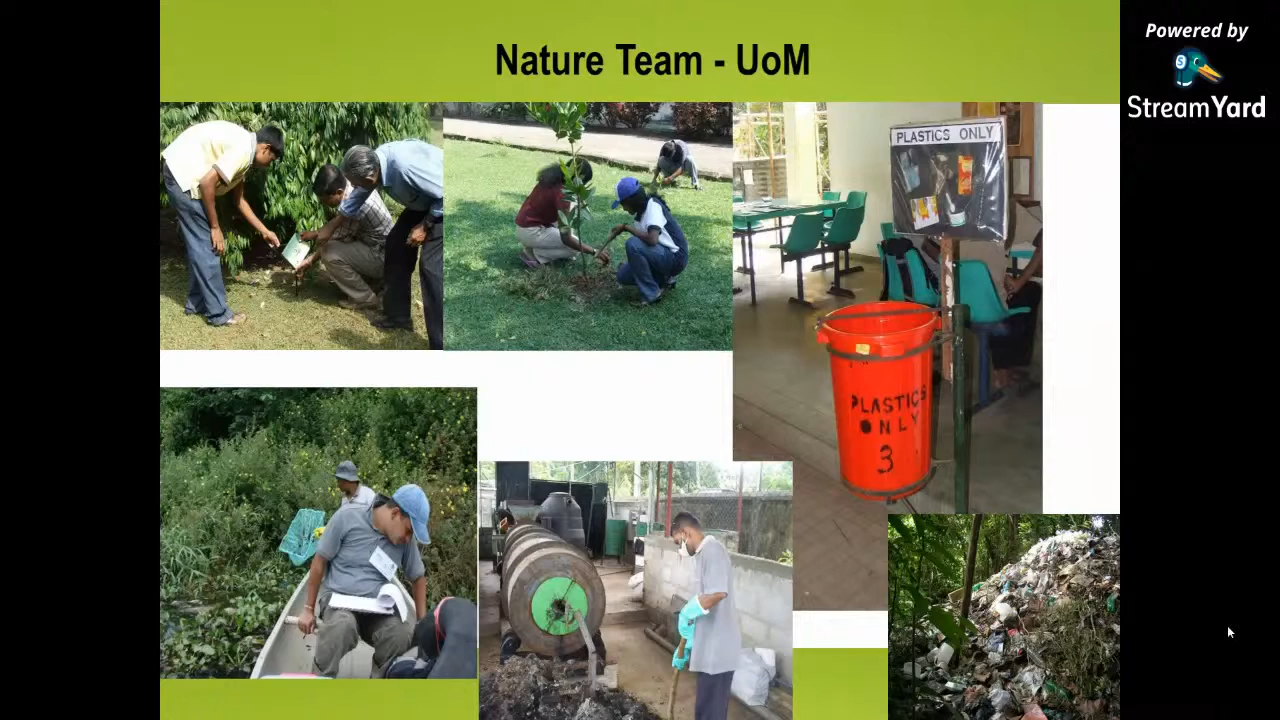 Nature Team - UoM
Powered by
StreamYard
PLASTICS ONLY
PLASTICS
ONLY
3